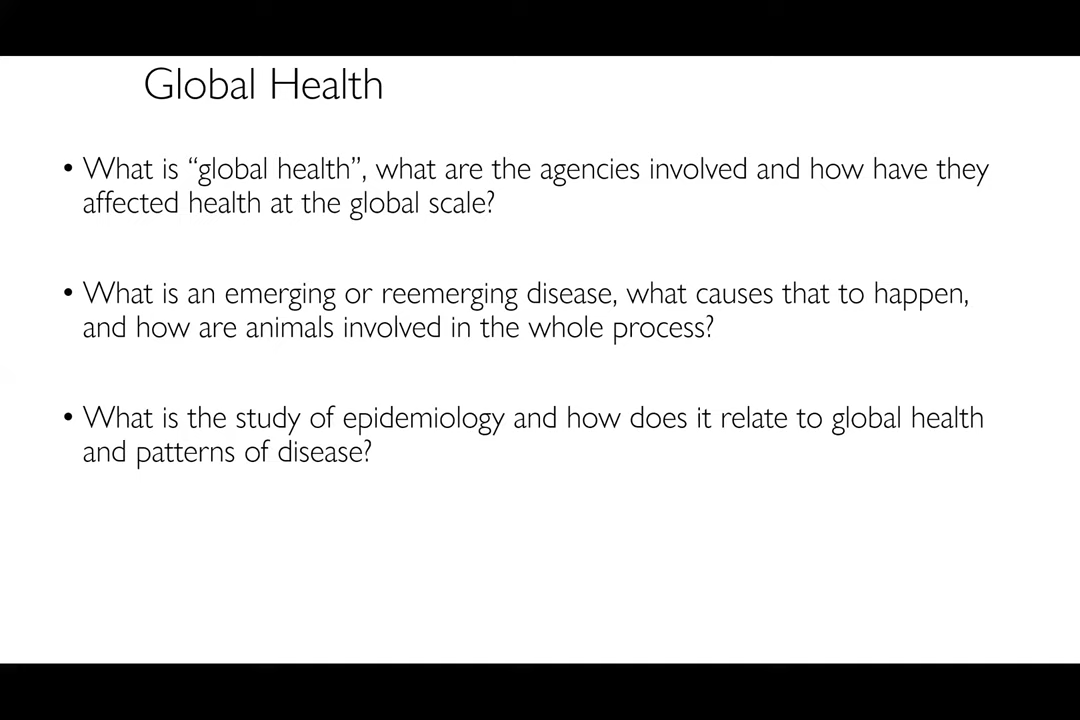 Global Health
• What is “global health”, what are the agencies involved and how have they
affected health at the global scale?
• What is an emerging or reemerging disease, what causes that to happen,
and how are animals involved in the whole process?
• What is the study of epidemiology and how does it relate to global health
and patterns of disease?